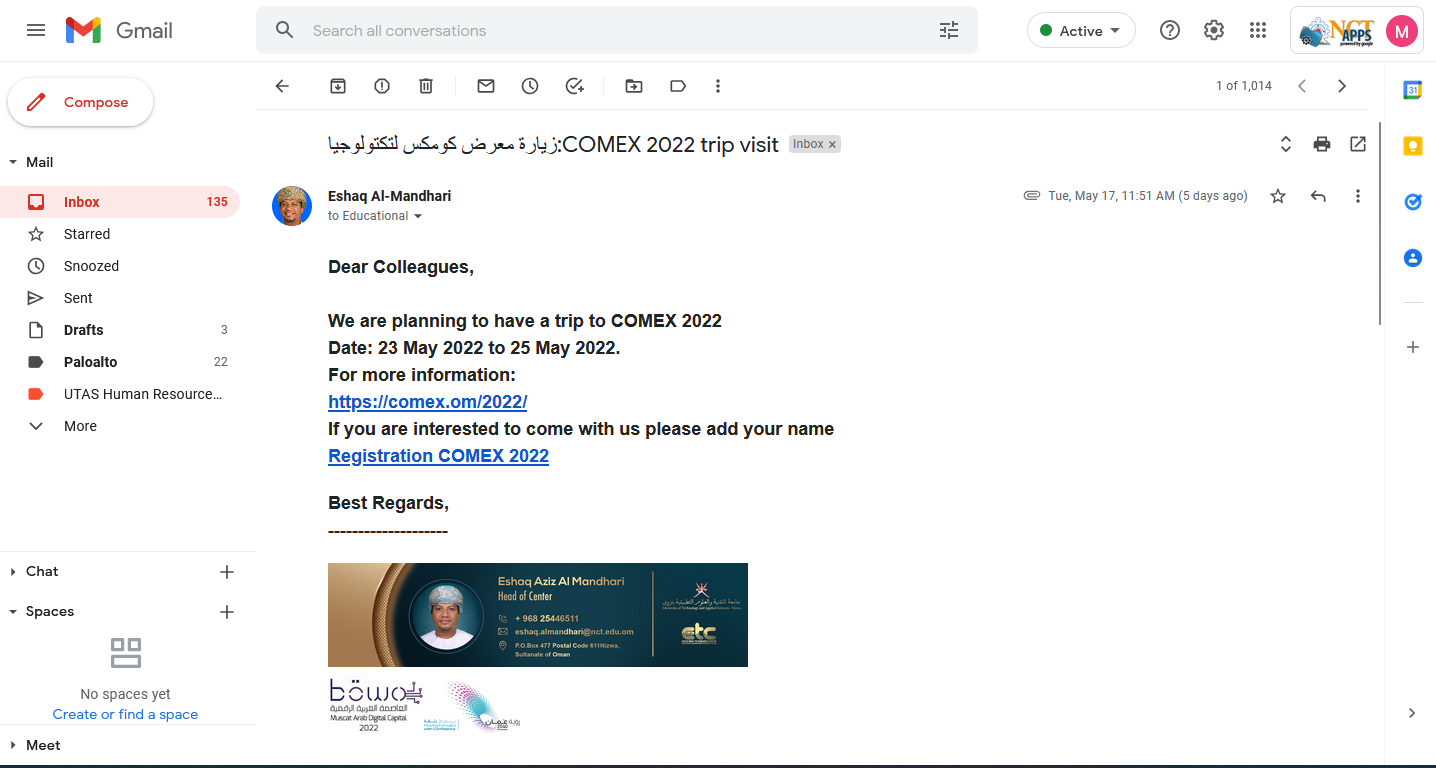 Gmail
Search all conversations
Active
NCT
APPS
powered by google
M
Compose
1 of 1,014
31
Mail
زيارة معرض كومكس لتكنولوجيا:COMEX 2022 trip visit
Inbox ×
Inbox 135
Eshaq Al-Mandhari
Tue, May 17, 11:51 AM (5 days ago)
to Educational
Starred
Snoozed
Sent
Drafts 3
Paloalto 22
UTAS Human Resource...
More
Dear Colleagues,
We are planning to have a trip to COMEX 2022
Date: 23 May 2022 to 25 May 2022.
For more information:
https://comex.om/2022/
If you are interested to come with us please add your name
Registration COMEX 2022
Best Regards,
--------------------
Eshaq Aziz Al Mandhari
Head of Center
+ 968 25446511
eshaq.almandhari@nct.edu.om
P.O.Box 477 Postal Code 611Nizwa,
Sultanate of Oman
جامعة التقنية والعلوم التطبيقية بنزوى
University of Technology and Applied Sciences - Nizwa
etc
العاصمة العربية الرقمية
Muscat Arab Digital Capital
2022
Moving Forward
with Confidence
2040
Chat
Spaces
No spaces yet
Create or find a space
Meet